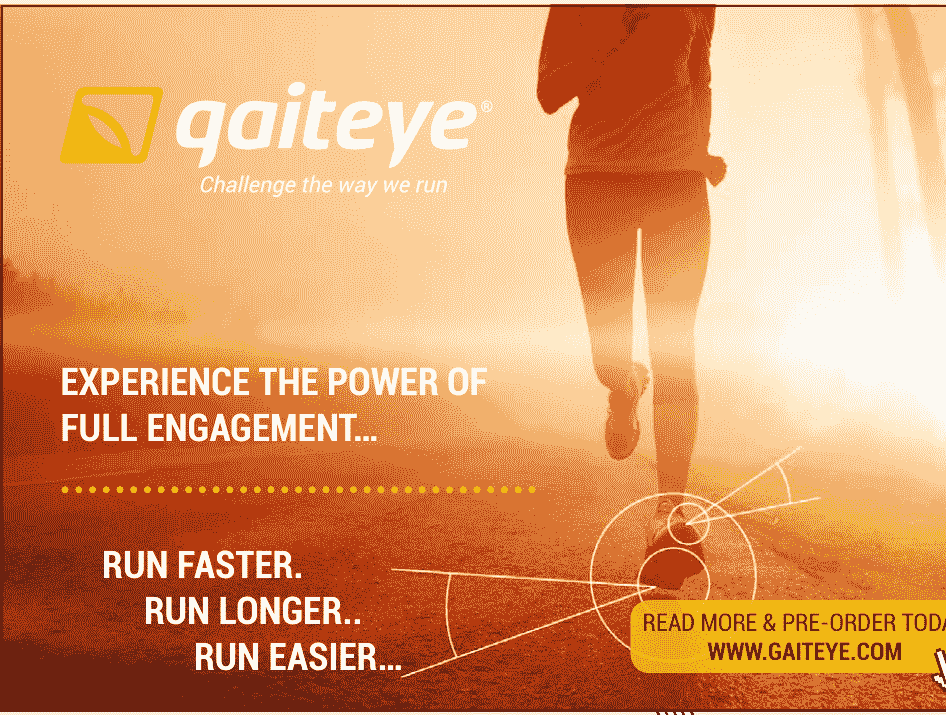 gaiteye®
Challenge the way we run
EXPERIENCE THE POWER OF
FULL ENGAGEMENT...
RUN FASTER.
RUN LONGER..
RUN EASIER...
READ MORE & PRE-ORDER TODA
WWW.GAITEYE.COM